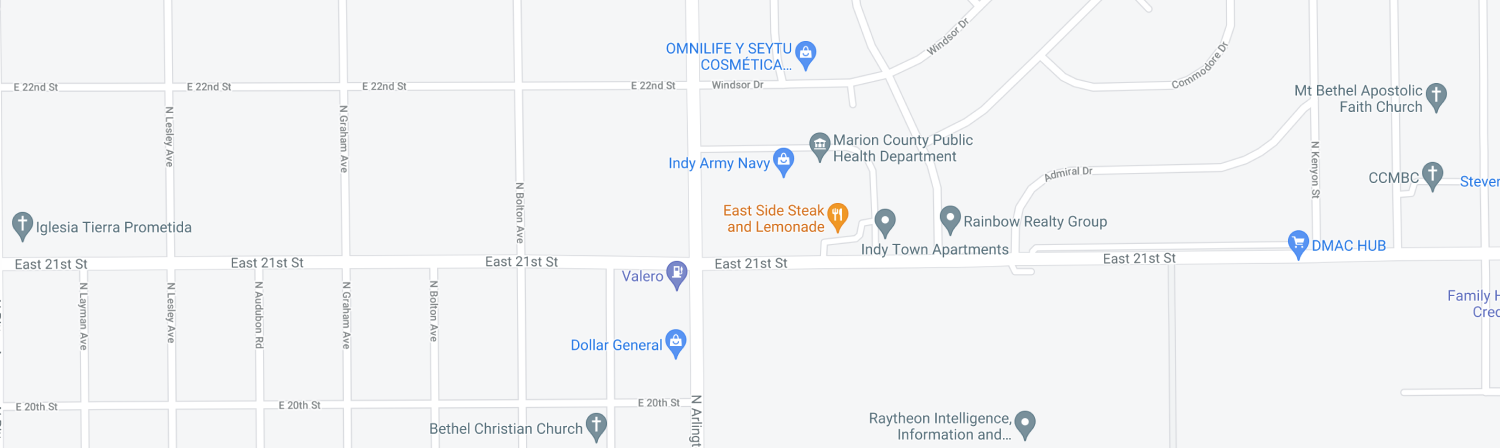 Windsor Dr
OMNILIFE Y SEYTU
COSMÉTICA...
Commodore Dr
E 22nd St
E 22nd St
E 22nd St
E 22nd St
Windsor Dr
Mt Bethel Apostolic
Faith Church
N Lesley Ave
N Graham Ave
Marion County Public
Health Department
Indy Army Navy
N Kenyon St
Admiral Dr
CCMBC
Steven
N Bolton Ave
East Side Steak
and Lemonade
Rainbow Realty Group
Iglesia Tierra Prometida
Indy Town Apartments
DMAC HUB
East 21st St
East 21st St
East 21st St
East 21st St
East 21st St
Valero
N Layman Ave
N Lesley Ave
N Audubon Rd
N Graham Ave
N Bolton Ave
Family H
Crec
Dollar General
E 20th St
E 20th St
E 20th St
N Arlingt
Bethel Christian Church
Raytheon Intelligence,
Information and...